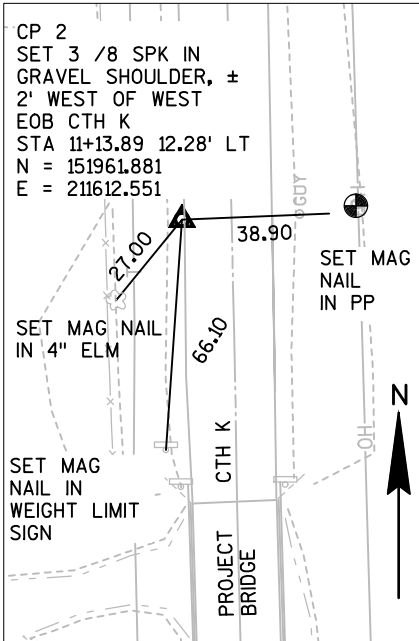 CP 2
SET 3 /8 SPK IN
GRAVEL SHOULDER, ±
2' WEST OF WEST
EOB CTH K
STA 11+13.89 12.28' LT
N = 151961.881
E = 211612.551
GUY
OH
27.00
38.90
SET MAG
NAIL
IN PP
SET MAG NAIL
IN 4" ELM
66.10
N
CTH K
OH
SET MAG
NAIL IN
WEIGHT LIMIT
SIGN
PROJECT
BRIDGE